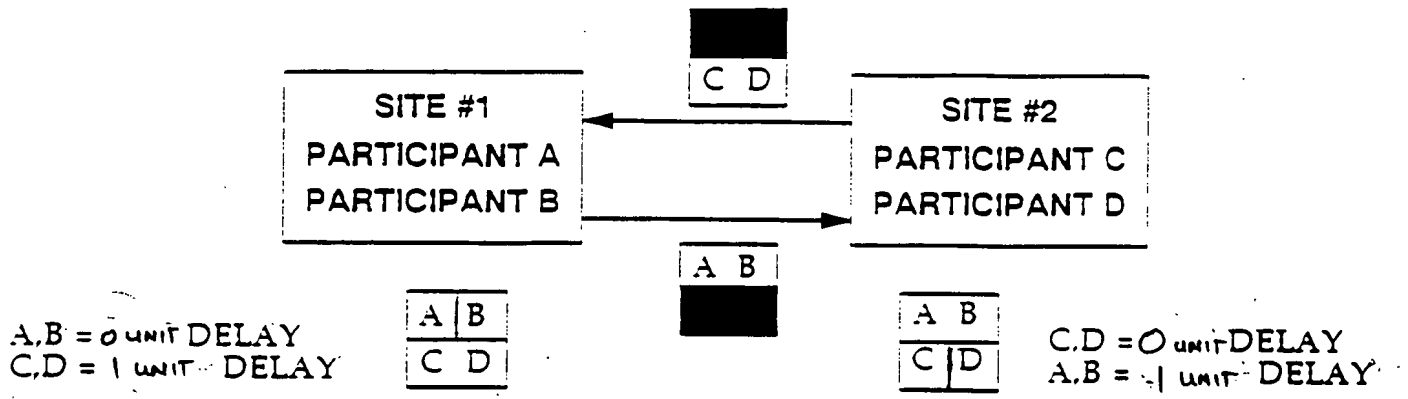 C D
SITE #1
PARTICIPANT A
PARTICIPANT B
SITE #2
PARTICIPANT C
PARTICIPANT D
A B
A B
C D
A,B = 0 UNIT DELAY
C,D = 1 UNIT DELAY
A B
C D
C,D = 0 UNIT DELAY
A,B = 1 UNIT DELAY